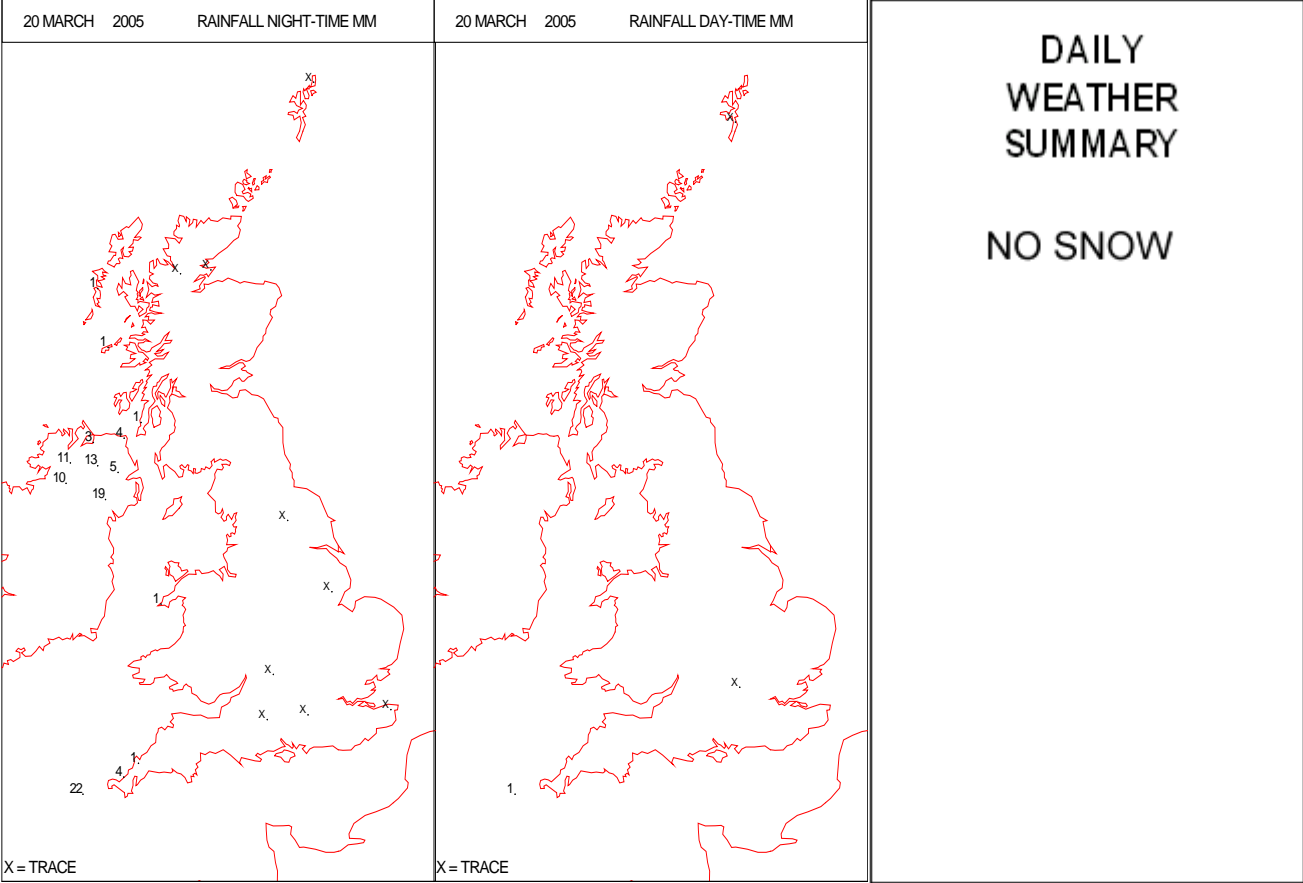 20 MARCH 2005 RAINFALL NIGHT-TIME MM
X
X X
1
1
1
3 4
11 13 5
10
19
X
X
1
X
X X X
1
4
22
X = TRACE
20 MARCH 2005 RAINFALL DAY-TIME MM
X
X
1
X = TRACE
DAILY
WEATHER
SUMMARY
NO SNOW